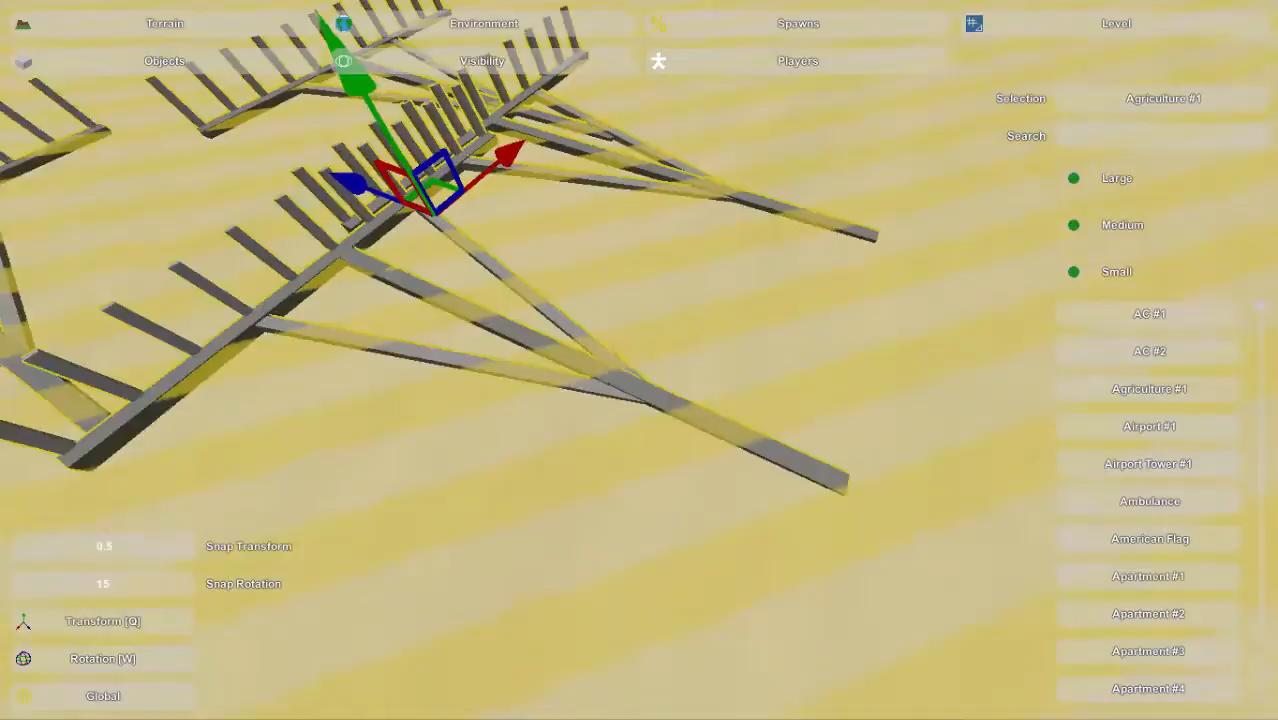 Terrain
Environment
Spawns
Level
Objects
Visibility
Players
Selection
Agriculture #1
Search
Large
Medium
Small
AC #1
AC #2
Agriculture #1
Airport #1
Airport Tower #1
Ambulance
American Flag
Apartment #1
Apartment #2
Apartment #3
Apartment #4
0.5
Snap Transform
15
Snap Rotation
Transform [Q]
Rotation [W]
Global